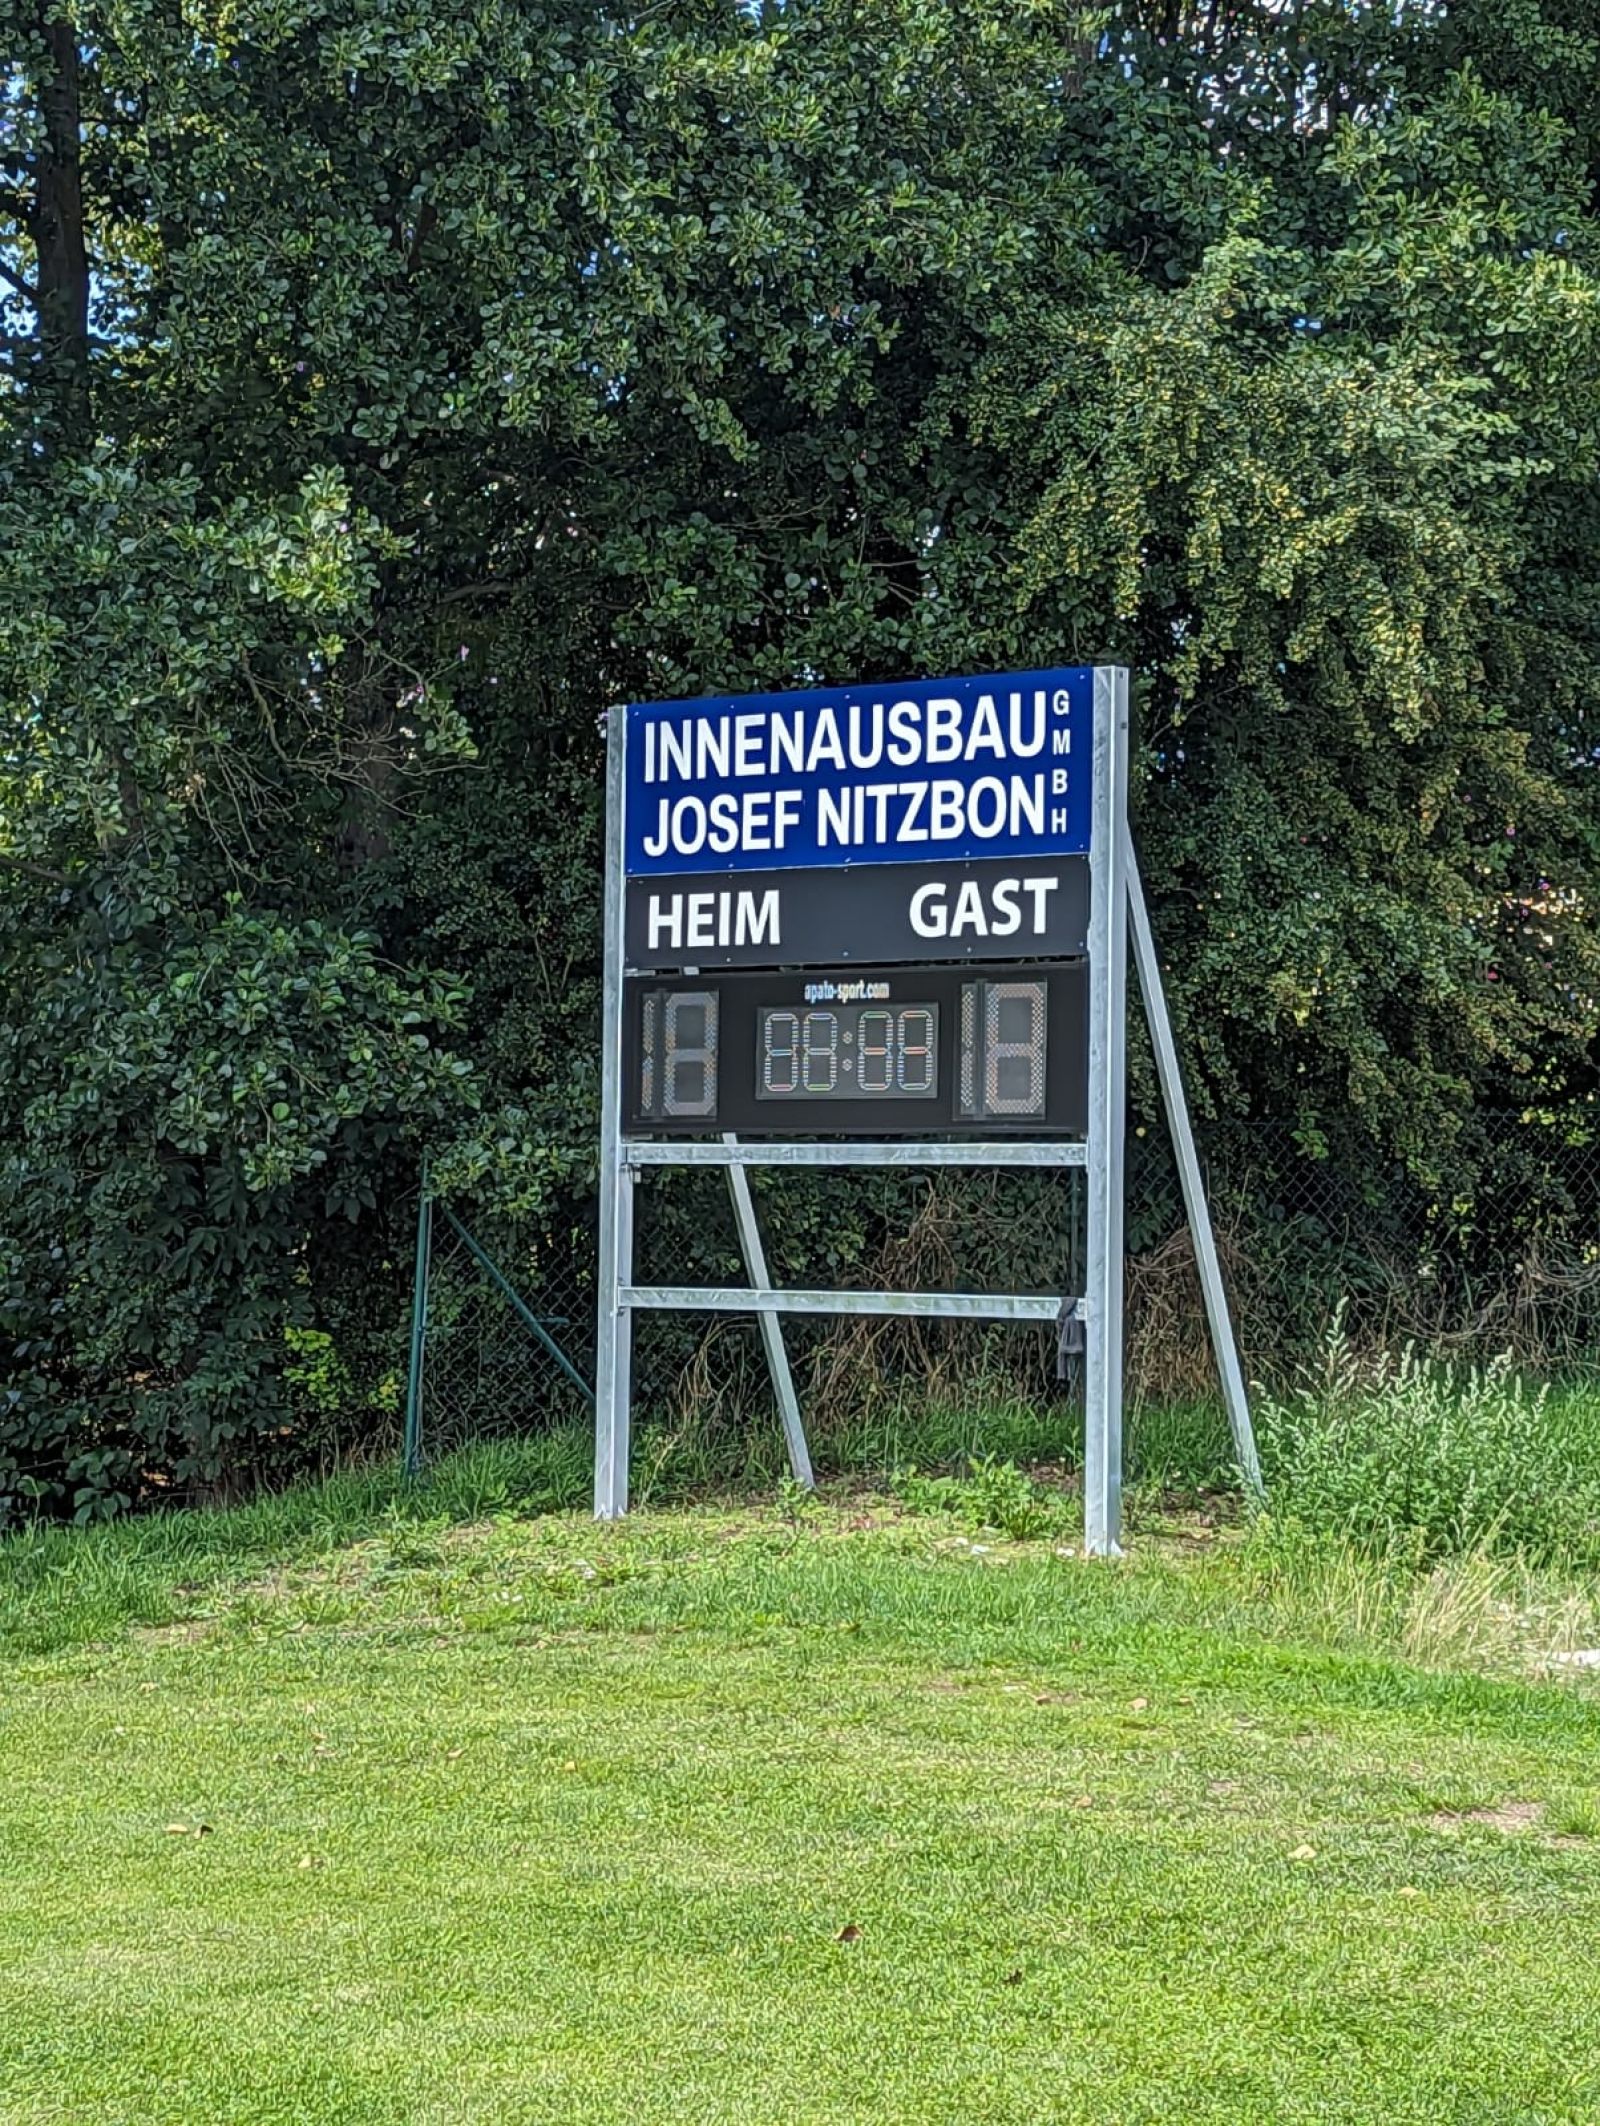 INNENAUSBAU
JOSEF NITZBON
GMBH
HEIM GAST
apato-sport.com